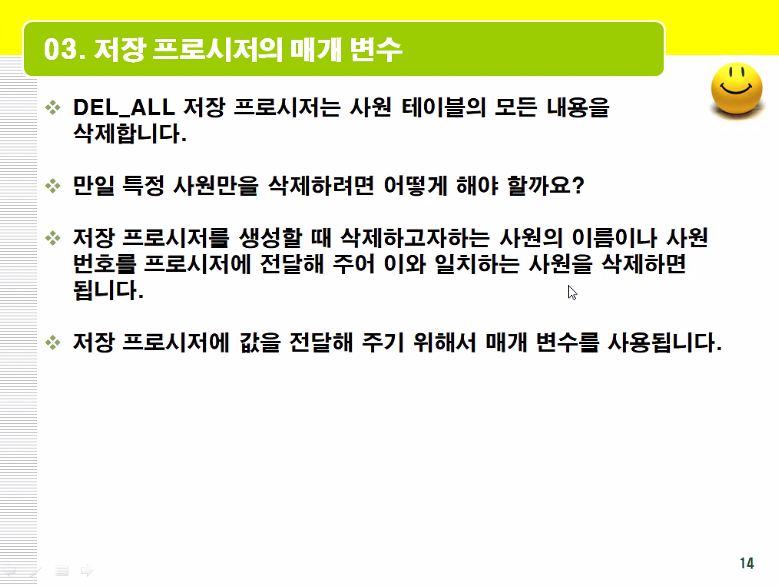 03. 저장 프로시저의 매개 변수
DEL_ALL 저장 프로시저는 사원 테이블의 모든 내용을
삭제합니다.
만일 특정 사원만을 삭제하려면 어떻게 해야 할까요?
저장 프로시저를 생성할 때 삭제하고자하는 사원의 이름이나 사원
번호를 프로시저에 전달해 주어 이와 일치하는 사원을 삭제하면
됩니다.
저장 프로시저에 값을 전달해 주기 위해서 매개 변수를 사용됩니다.
14